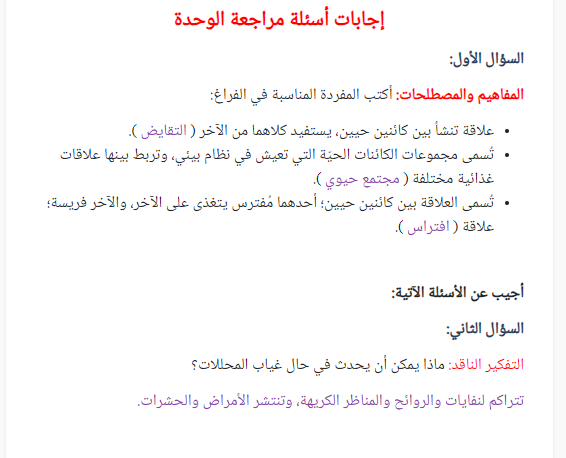 إجابات أسئلة مراجعة الوحدة
السؤال الأول:
المفاهيم والمصطلحات: أكتب المفردة المناسبة في الفراغ:
• علاقة تنشأ بين كائنين حيين، يستفيد كلاهما من الآخر ( التقايض ).
• تُسمى مجموعات الكائنات الحيّة التي تعيش في نظام بيئي، وتربط بينها علاقات
غذائية مختلفة ( مجتمع حيوي ).
• تُسمى العلاقة بين كائنين حيين؛ أحدهما مُفترس يتغذى على الآخر، والآخر فريسة؛
علاقة ( افتراس ).
أجيب عن الأسئلة الآتية:
السؤال الثاني:
التفكير الناقد: ماذا يمكن أن يحدث في حال غياب المحللات؟
تتراكم لنفايات والروائح والمناظر الكريهة، وتنتشر الأمراض والحشرات.